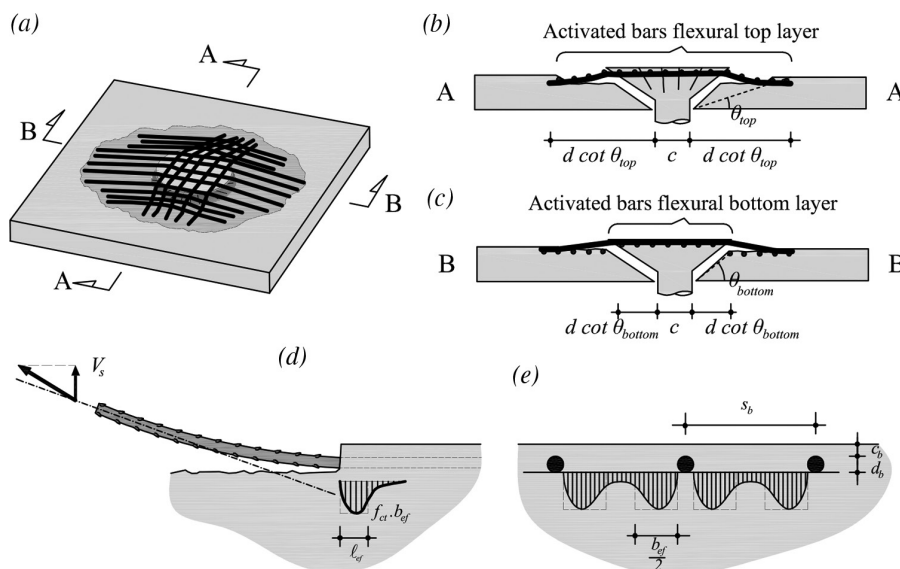 (a)
A
B
B
A
(b)
Activated bars flexural top layer
A
A
θtop
d cot θtop
c
d cot θtop
(c)
Activated bars flexural bottom layer
B
B
θbottom
d cot θbottom
c
d cot θbottom
(d)
Vs
fct.bef
ℓef
(e)
sb
cb
db
bef
2